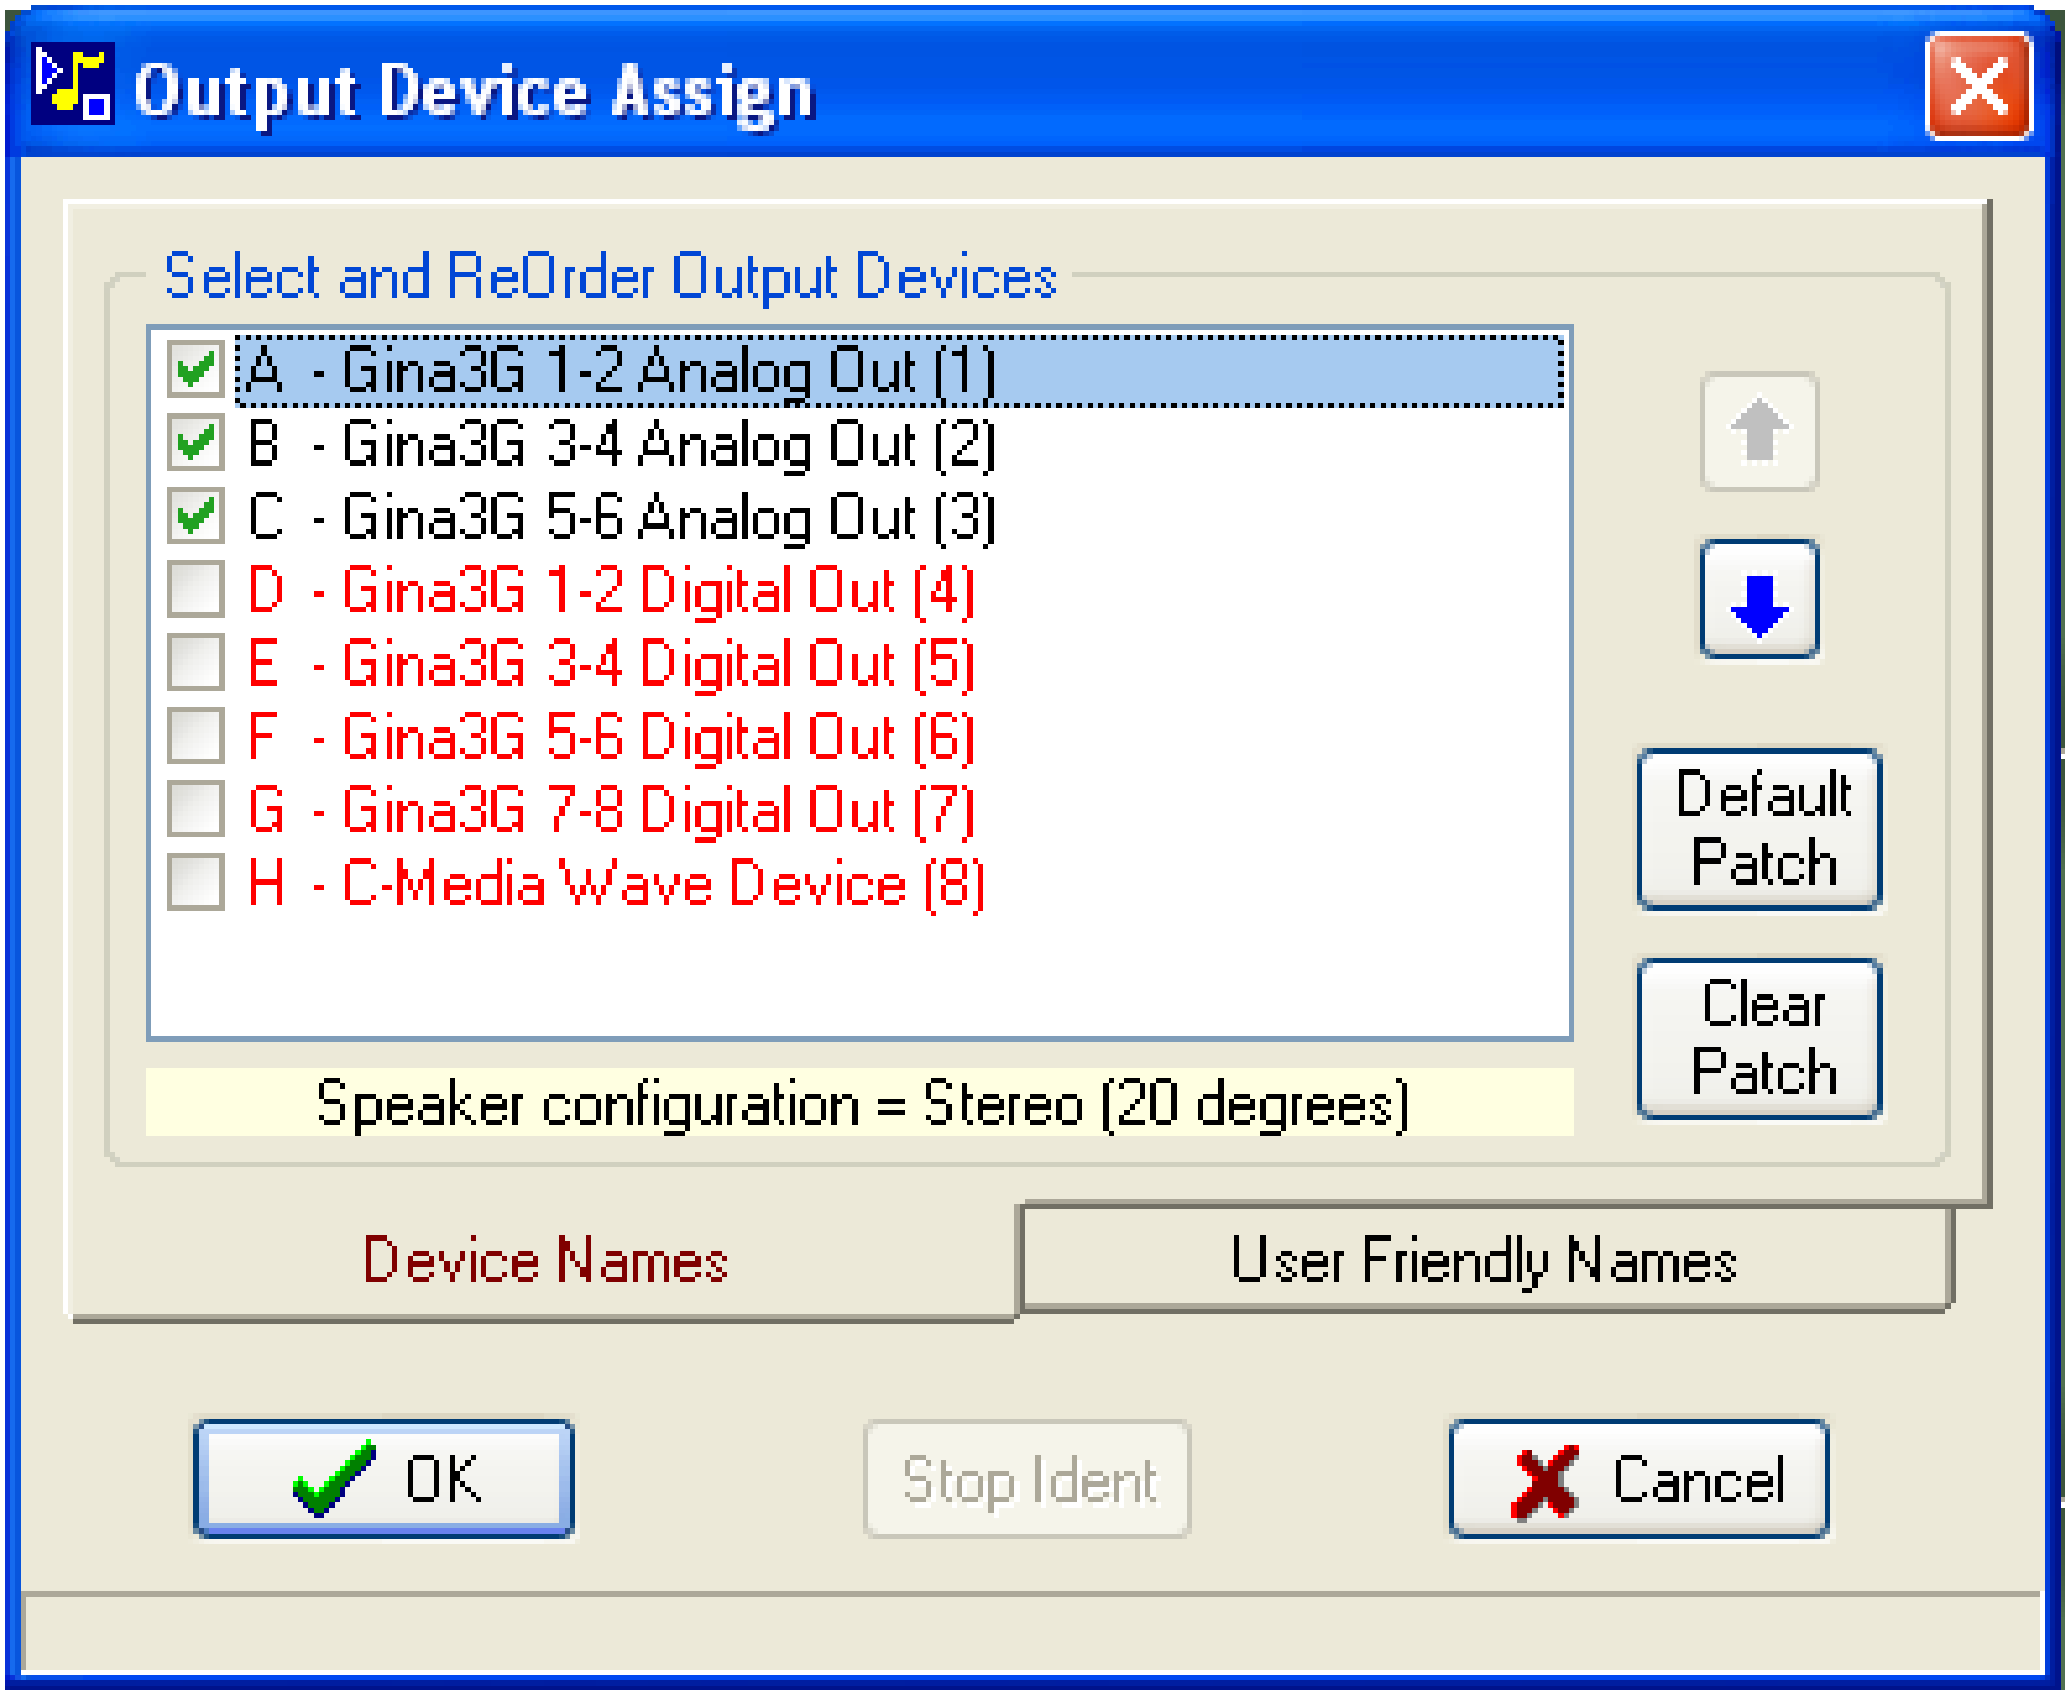 Output Device Assign
Select and ReOrder Output Devices
A - Gina3G 1-2 Analog Out (1)
B - Gina3G 3-4 Analog Out (2)
C - Gina3G 5-6 Analog Out (3)
D - Gina3G 1-2 Digital Out (4)
E - Gina3G 3-4 Digital Out (5)
F - Gina3G 5-6 Digital Out (6)
G - Gina3G 7-8 Digital Out (7)
H - C-Media Wave Device (8)
Default
Patch
Clear
Patch
Speaker configuration = Stereo (20 degrees)
Device Names
User Friendly Names
OK
Stop Ident
Cancel